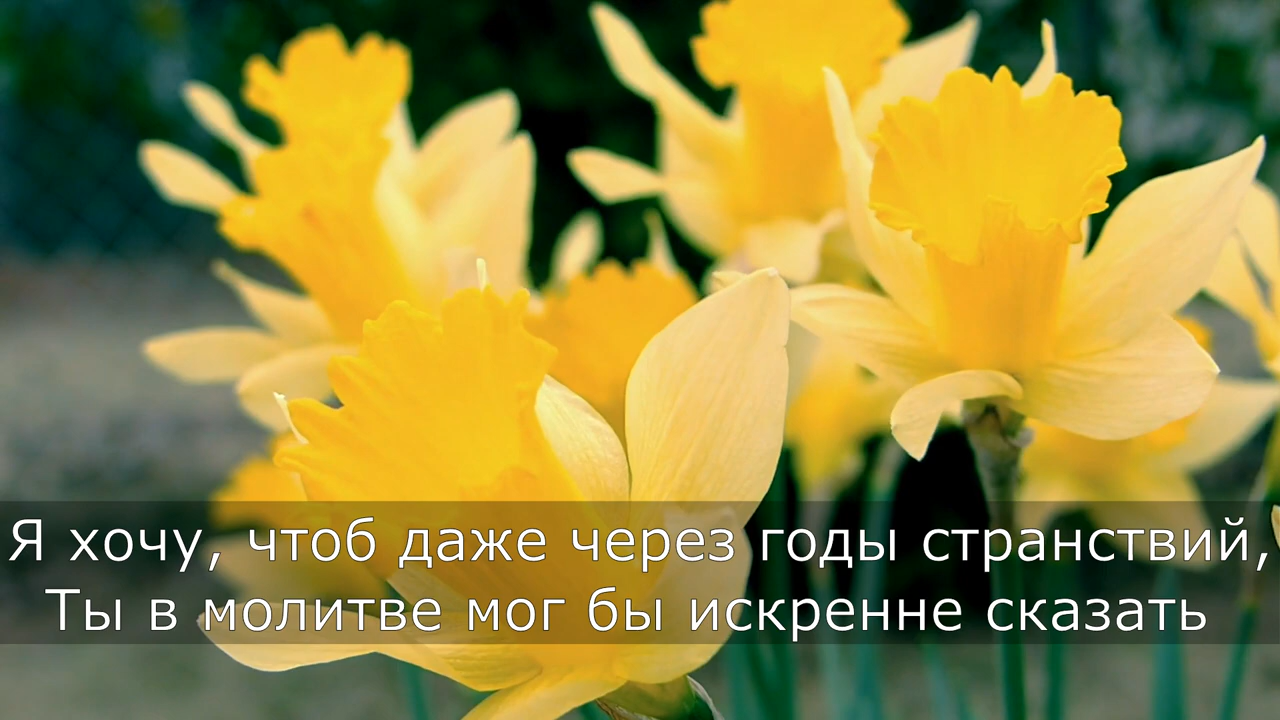 Я хочу, чтоб даже через годы странствий,
Ты в молитве мог бы искренне сказать